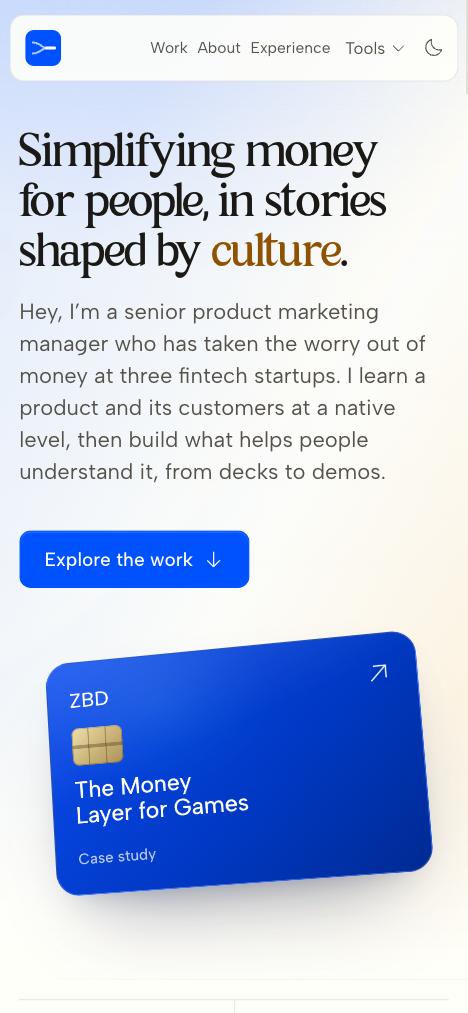 Work About Experience Tools
Simplifying money
for people, in stories
shaped by culture.
Hey, I’m a senior product marketing
manager who has taken the worry out of
money at three fintech startups. I learn a
product and its customers at a native
level, then build what helps people
understand it, from decks to demos.
Explore the work ↓
ZBD
The Money
Layer for Games
Case study